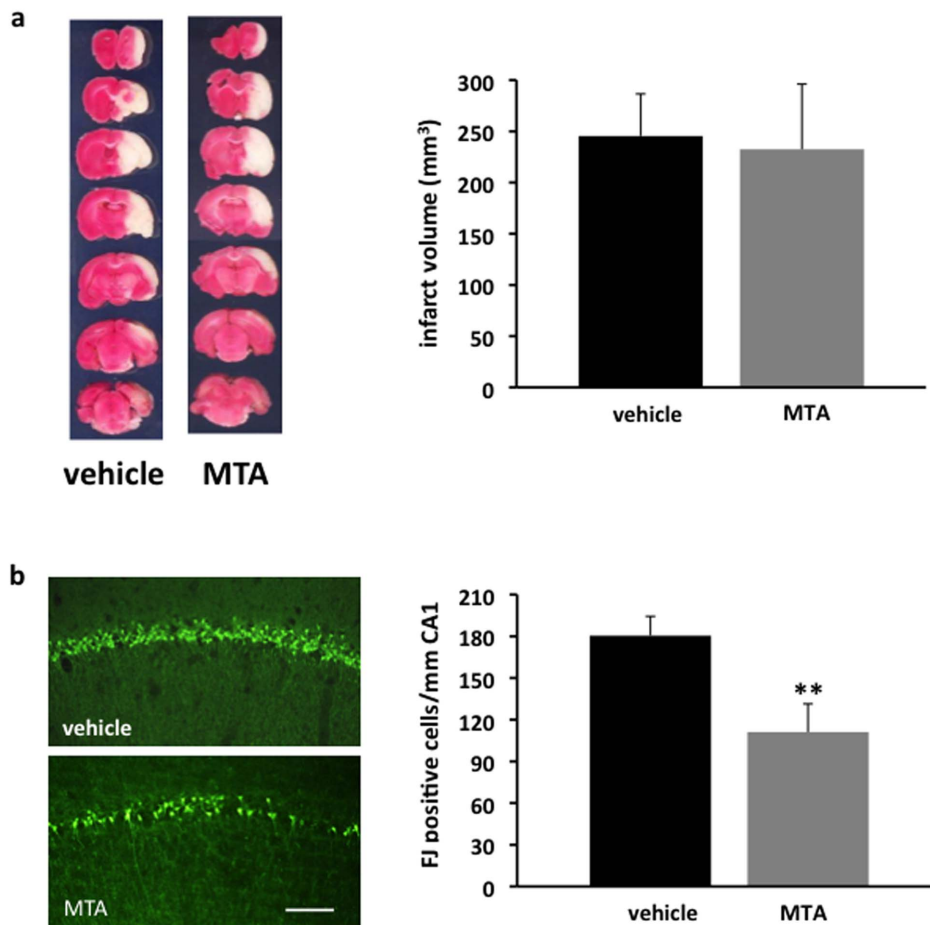 a
vehicle MTA
infarct volume (mm³)
300
250
200
150
100
50
0
vehicle MTA
b
vehicle
MTA
FJ positive cells/mm CA1
210
180
150
120
90
60
30
0
**
vehicle MTA